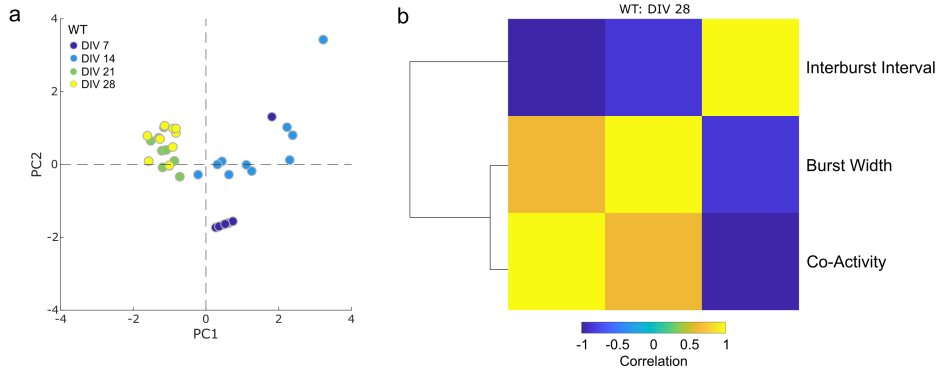 a
WT
DIV 7
DIV 14
DIV 21
DIV 28
4
2
0
-2
-4
PC2
-4
-2
0
2
4
PC1
b
WT: DIV 28
Interburst Interval
Burst Width
Co-Activity
-1
-0.5
0
0.5
1
Correlation